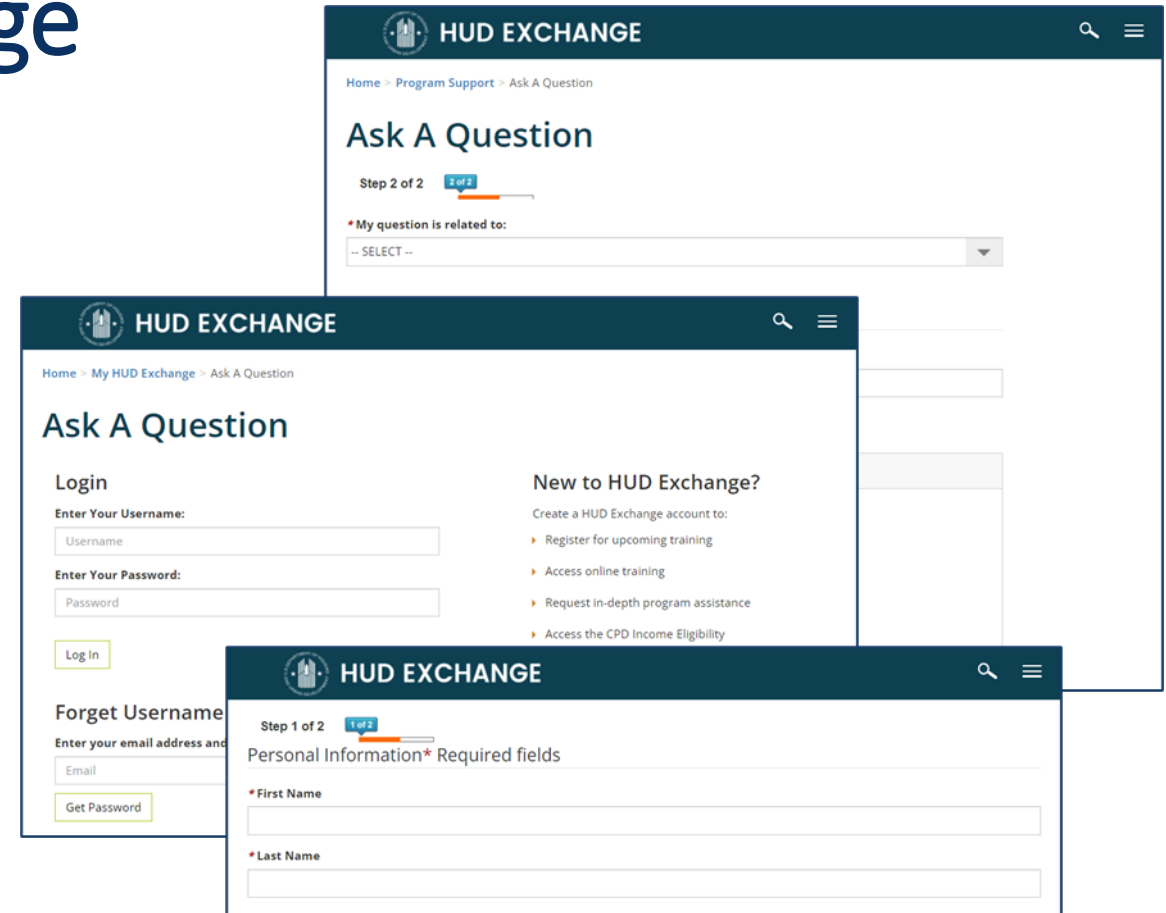 ge
HUD EXCHANGE
Home > Program Support > Ask A Question
Ask A Question
Step 2 of 2 2 of 2
*My question is related to:
-- SELECT --
HUD EXCHANGE
Home > My HUD Exchange > Ask A Question
Ask A Question
Login
Enter Your Username:
Username
Enter Your Password:
Password
Log In
Forget Username
Enter your email address and
Email
Get Password
New to HUD Exchange?
Create a HUD Exchange account to:
Register for upcoming training
Access online training
Request in-depth program assistance
Access the CPD Income Eligibility
HUD EXCHANGE
Step 1 of 2 1 of 2
Personal Information* Required fields
*First Name
*Last Name